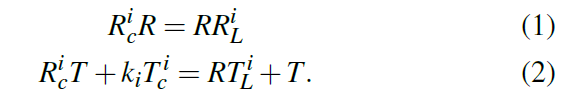 R_c^i R = R R_L^i (1)
R_c^i T + k_i T_c^i = R T_L^i + T. (2)